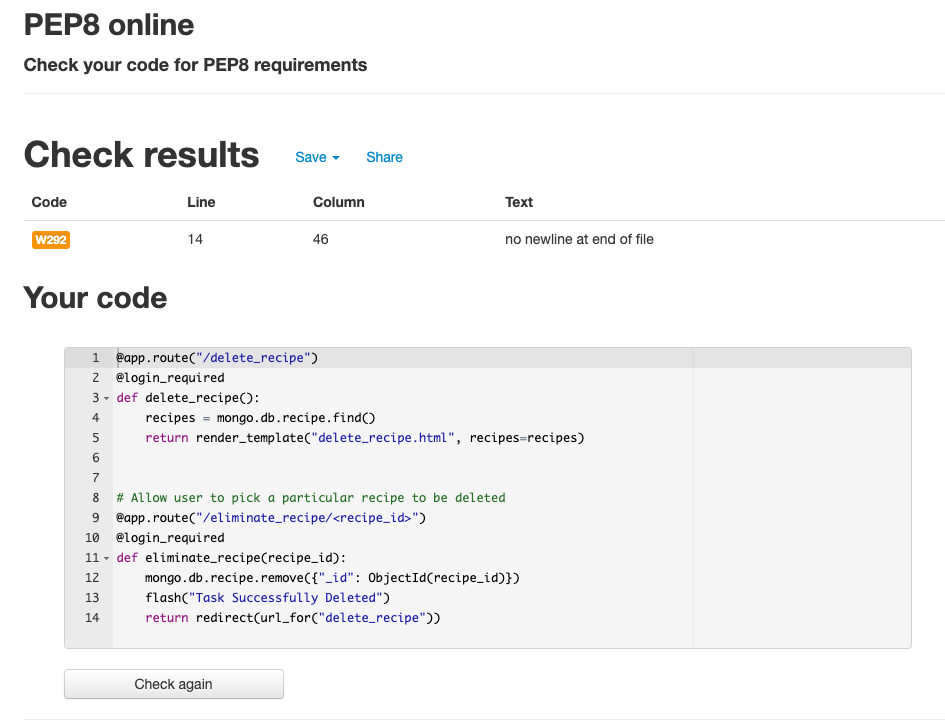 PEP8 online
Check your code for PEP8 requirements
Check results Save Share
Code Line Column Text
W292 14 46 no newline at end of file
Your code
1 @app.route("/delete_recipe")
2 @login_required
3 def delete_recipe():
4     recipes = mongo.db.recipe.find()
5     return render_template("delete_recipe.html", recipes=recipes)
6
7
8 # Allow user to pick a particular recipe to be deleted
9 @app.route("/eliminate_recipe/<recipe_id>")
10 @login_required
11 def eliminate_recipe(recipe_id):
12     mongo.db.recipe.remove({"_id": ObjectId(recipe_id)})
13     flash("Task Successfully Deleted")
14     return redirect(url_for("delete_recipe"))
Check again